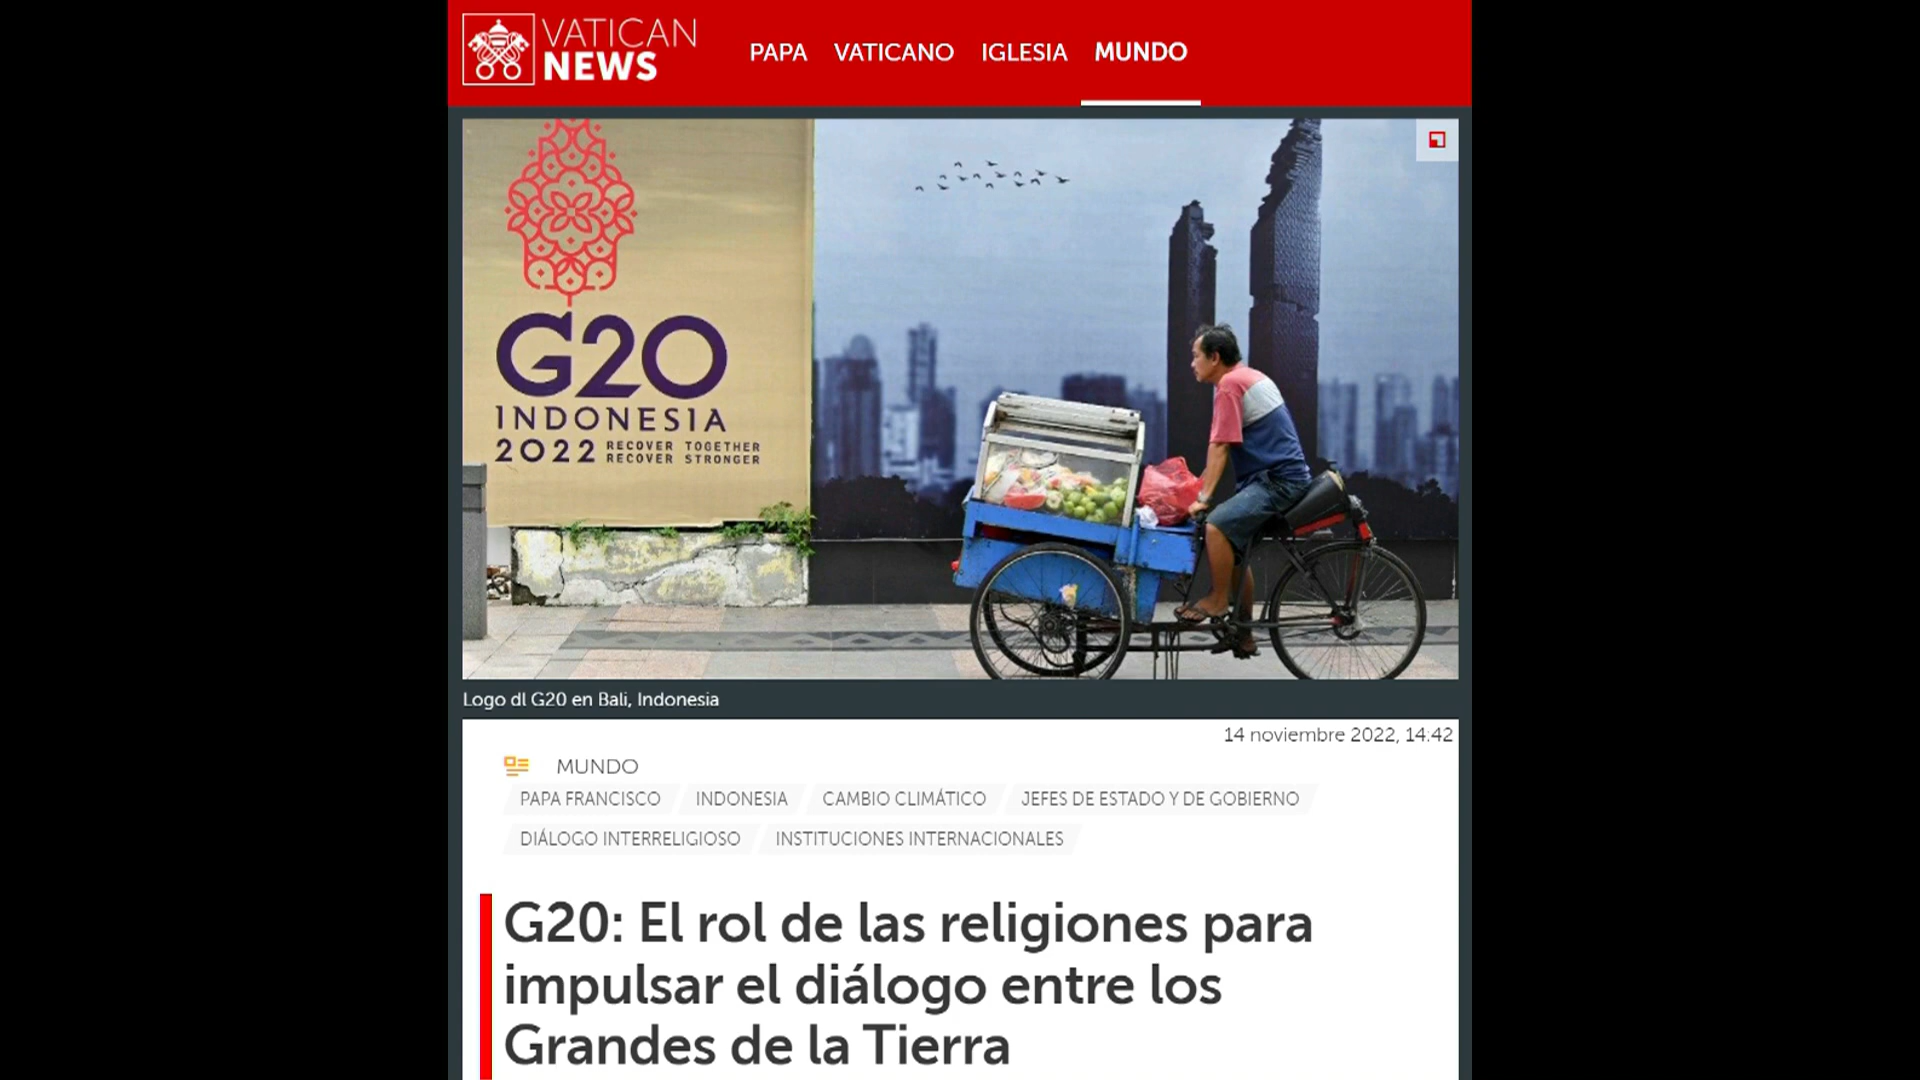 VATICAN
NEWS
PAPA VATICANO IGLESIA MUNDO
G20
INDONESIA
2022 RECOVER TOGETHER
RECOVER STRONGER
Logo dl G20 en Bali, Indonesia
14 noviembre 2022, 14:42
MUNDO
PAPA FRANCISCO INDONESIA CAMBIO CLIMÁTICO JEFES DE ESTADO Y DE GOBIERNO
DIÁLOGO INTERRELIGIOSO INSTITUCIONES INTERNACIONALES
G20: El rol de las religiones para
impulsar el diálogo entre los
Grandes de la Tierra